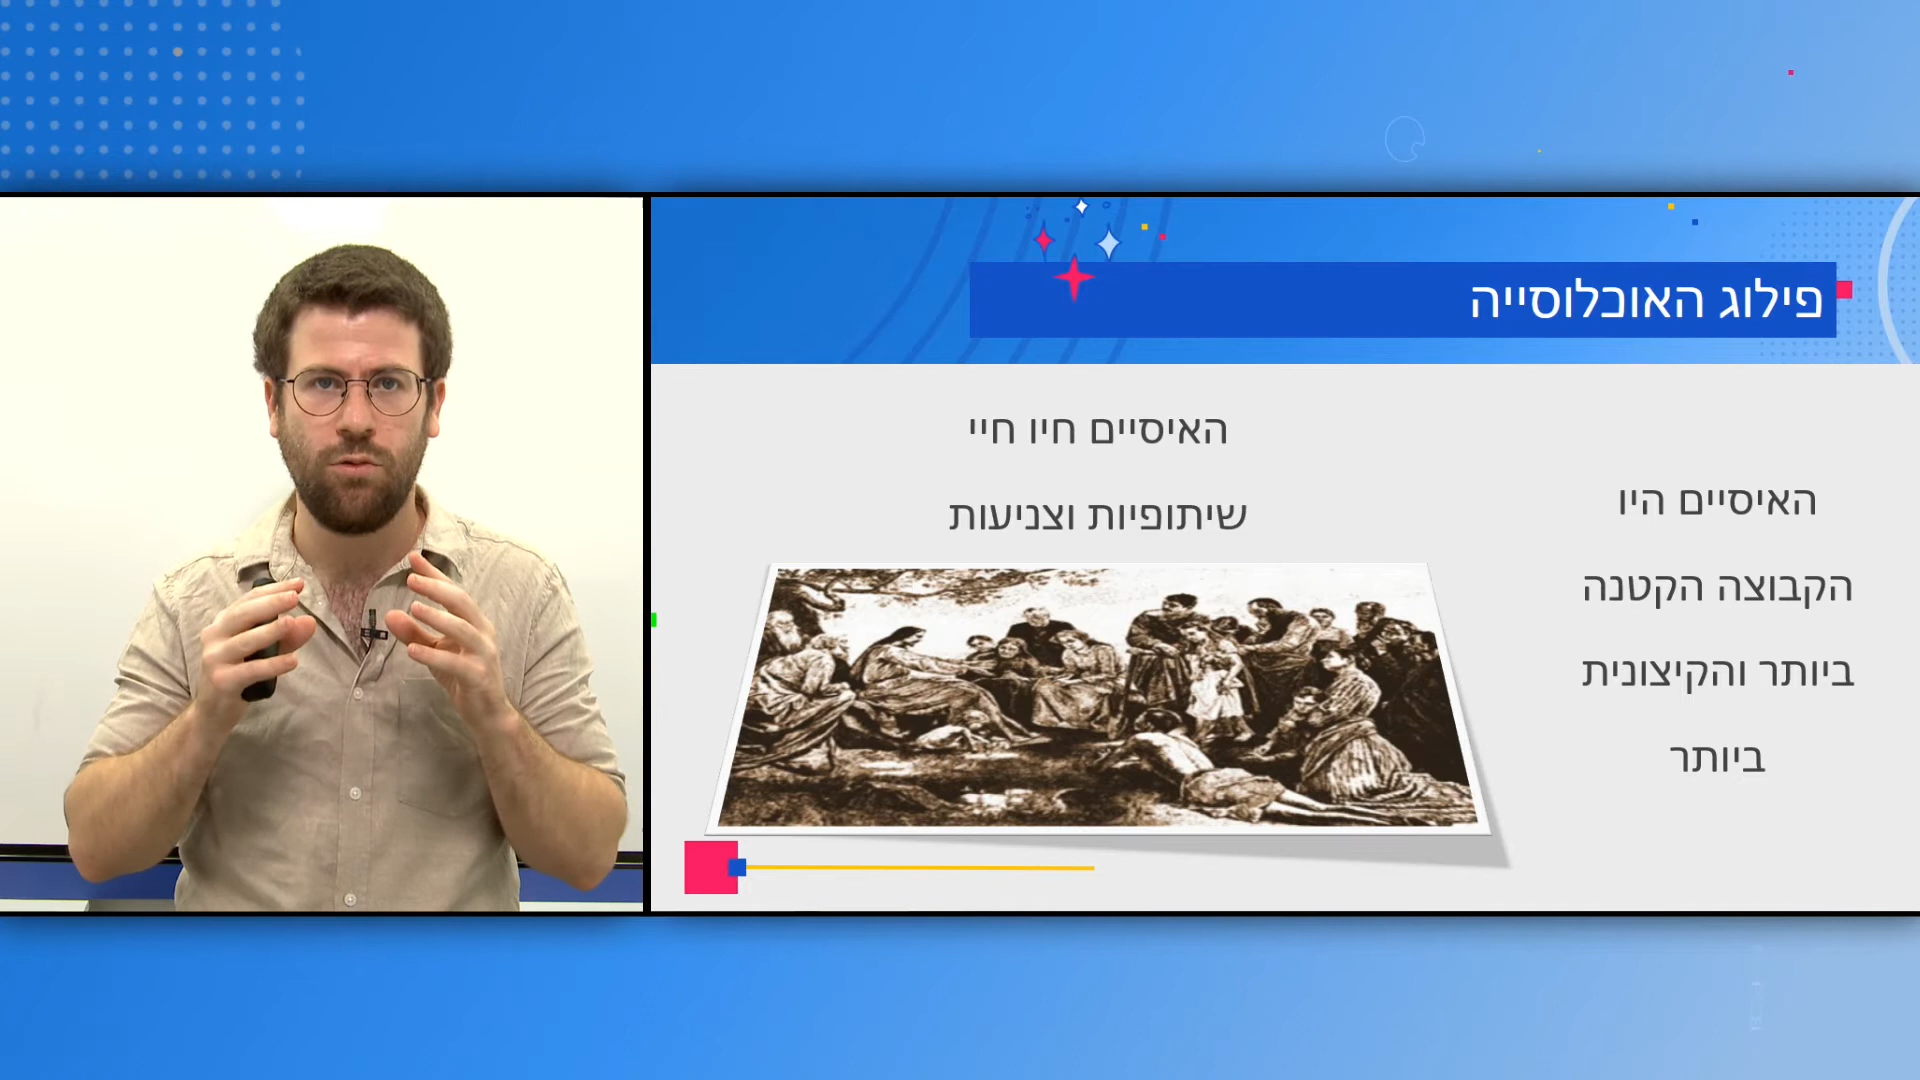 פילוג האוכלוסייה
האיסיים היו
הקבוצה הקטנה
ביותר והקיצונית
ביותר
האיסיים חיו חיי
שיתופיות וצניעות